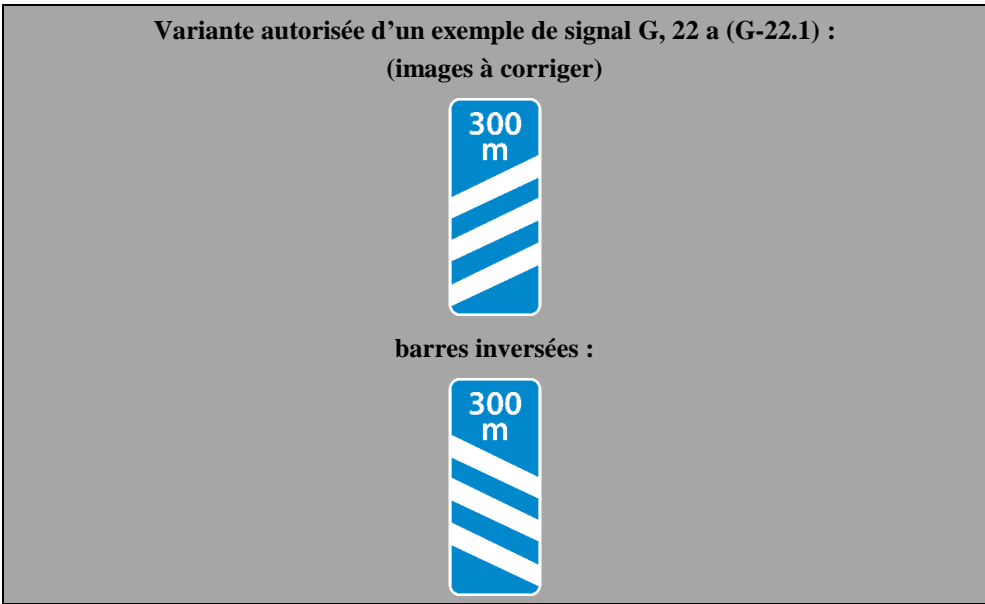 Variante autorisée d’un exemple de signal G, 22 a (G-22.1) :
(images à corriger)
300
m
barres inversées :
300
m